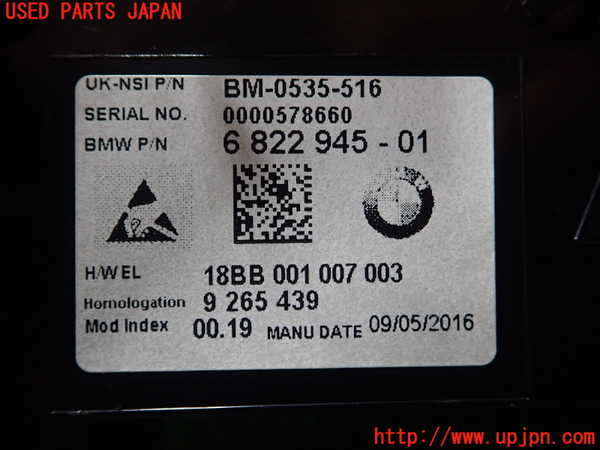 USED PARTS JAPAN
UK-NSI P/N BM-0535-516
SERIAL NO. 0000578660
BMW P/N 6 822 945 - 01
H/W EL 18BB 001 007 003
Homologation 9 265 439
Mod Index 00.19 MANU DATE 09/05/2016
http://www.upjpn.com/